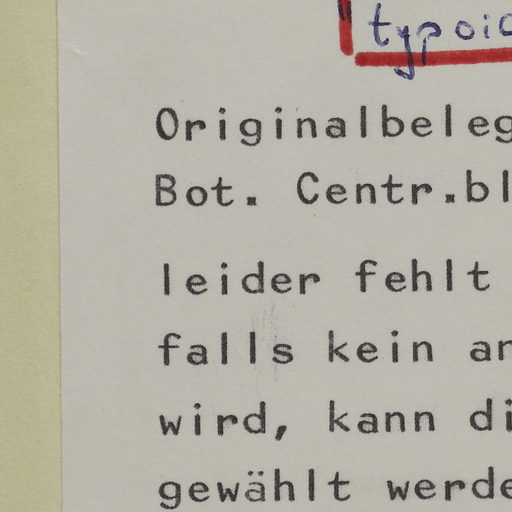 typoid
Originalbeleg
Bot. Centr.bl
leider fehlt
falls kein an
wird, kann di
gewählt werde